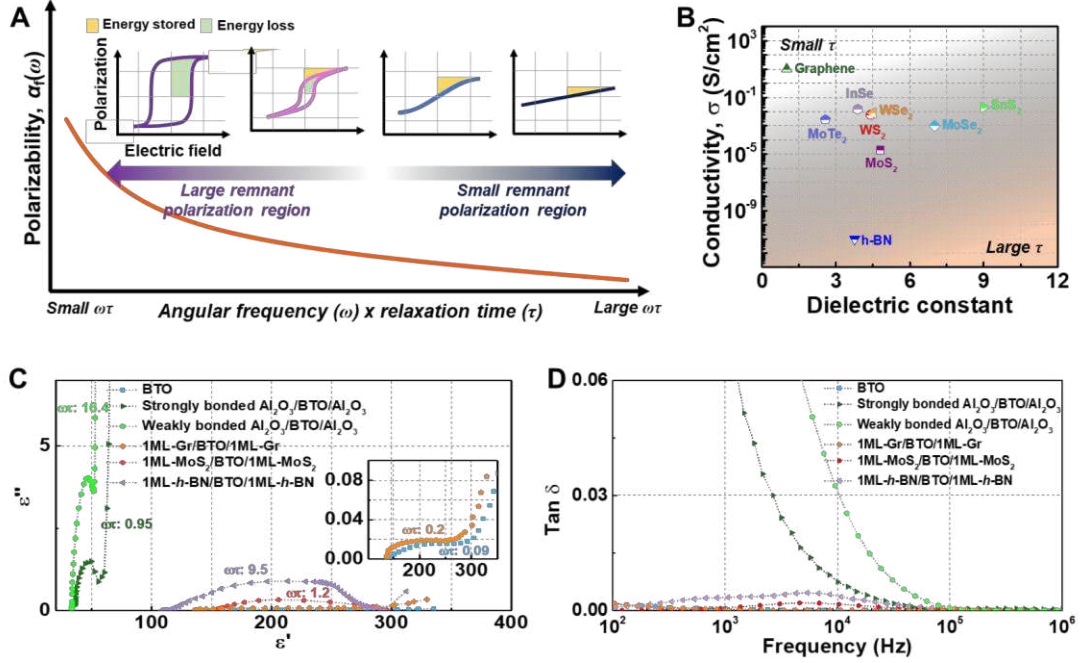 A
Energy stored
Energy loss
Polarizability, α(ω)
Polarization
Electric field
Large remnant
polarization region
Small remnant
polarization region
Small ωτ
Angular frequency (ω) x relaxation time (τ)
Large ωτ
B
Conductivity, σ (S/cm²)
10³
10⁻¹
10⁻⁵
10⁻⁹
Small τ
Graphene
InSe
WSe₂
SnS₂
MoTe₂
WS₂
MoSe₂
MoS₂
h-BN
Large τ
0 3 6 9 12
Dielectric constant
C
BTO
Strongly bonded Al₂O₃/BTO/Al₂O₃
Weakly bonded Al₂O₃/BTO/Al₂O₃
1ML-Gr/BTO/1ML-Gr
1ML-MoS₂/BTO/1ML-MoS₂
1ML-h-BN/BTO/1ML-h-BN
ωτ: 16.4
ωτ: 0.95
ωτ: 9.5
ωτ: 1.2
0.08
0.04
0.00
ωτ: 0.2
ωτ: 0.09
200 300
ε''
5
0
0 100 200 300 400
ε'
D
BTO
Strongly bonded Al₂O₃/BTO/Al₂O₃
Weakly bonded Al₂O₃/BTO/Al₂O₃
1ML-Gr/BTO/1ML-Gr
1ML-MoS₂/BTO/1ML-MoS₂
1ML-h-BN/BTO/1ML-h-BN
Tan δ
0.06
0.03
0.00
10² 10³ 10⁴ 10⁵ 10⁶
Frequency (Hz)